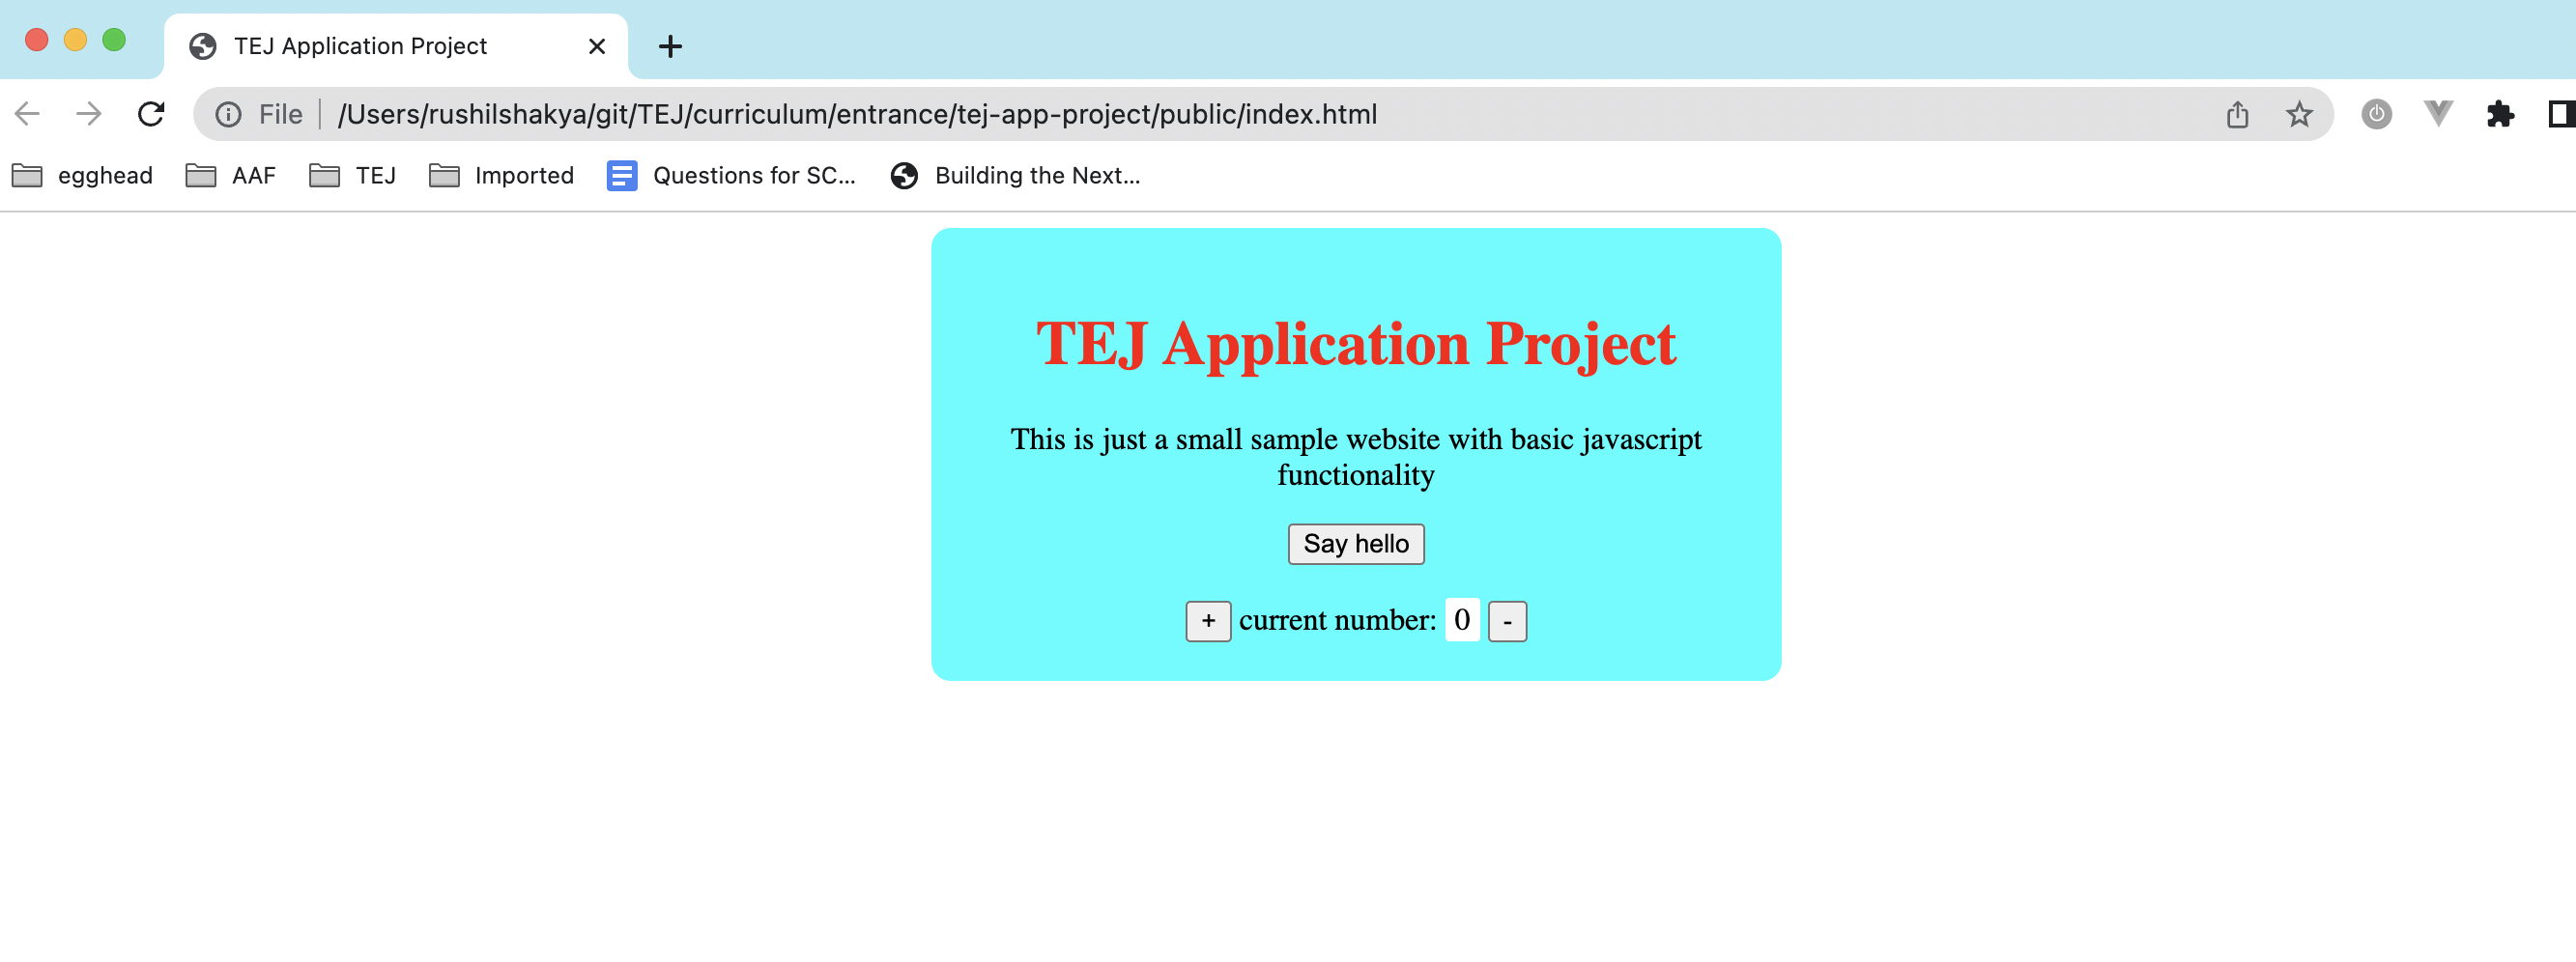 TEJ Application Project
File /Users/rushilshakya/git/TEJ/curriculum/entrance/tej-app-project/public/index.html
egghead AAF TEJ Imported Questions for SC... Building the Next...
TEJ Application Project
This is just a small sample website with basic javascript
functionality
Say hello
+ current number: 0 -